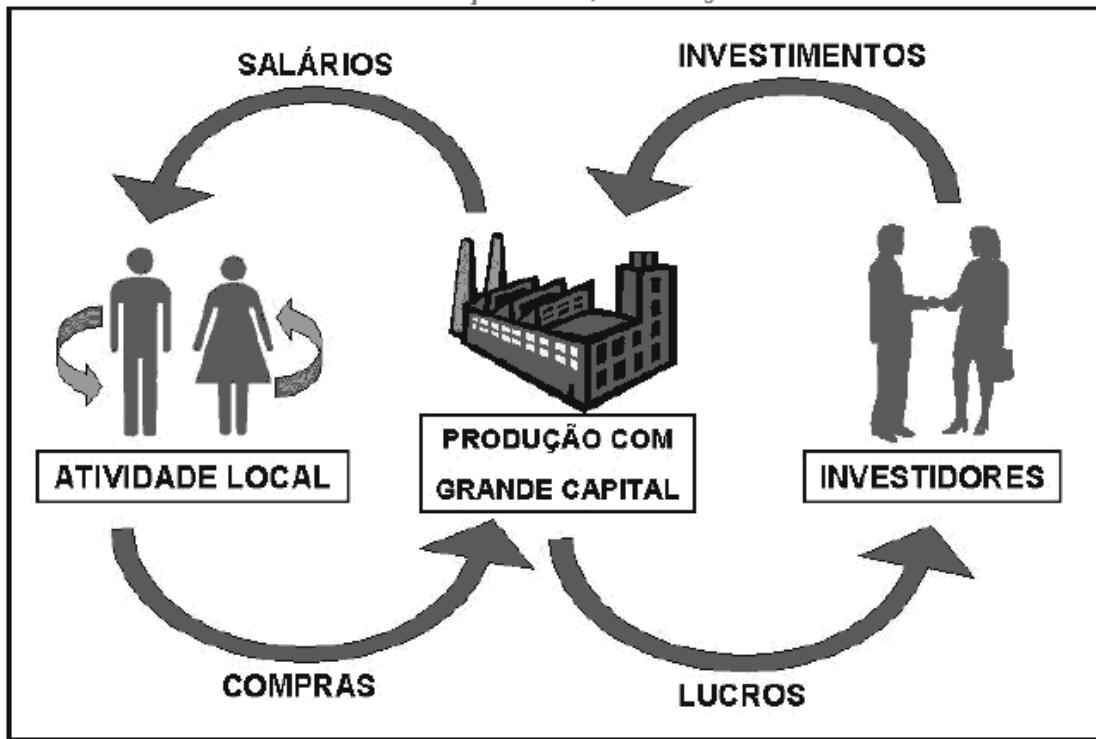 SALÁRIOS
INVESTIMENTOS
ATIVIDADE LOCAL
PRODUÇÃO COM
GRANDE CAPITAL
INVESTIDORES
COMPRAS
LUCROS